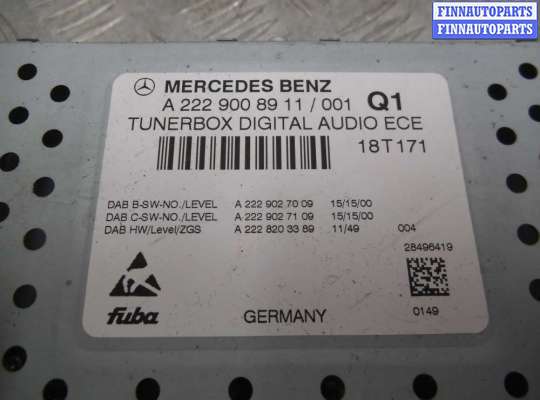 FINNAUTOPARTS
FINNAUTOPARTS
MERCEDES BENZ
A 222 900 89 11 / 001 Q1
TUNERBOX DIGITAL AUDIO ECE
18T171
DAB B-SW-NO./LEVEL A 222 902 70 09 15/15/00
DAB C-SW-NO./LEVEL A 222 902 71 09 15/15/00
DAB HW/Level/ZGS A 222 820 33 89 11/49 004
28496419
fuba
GERMANY
0149